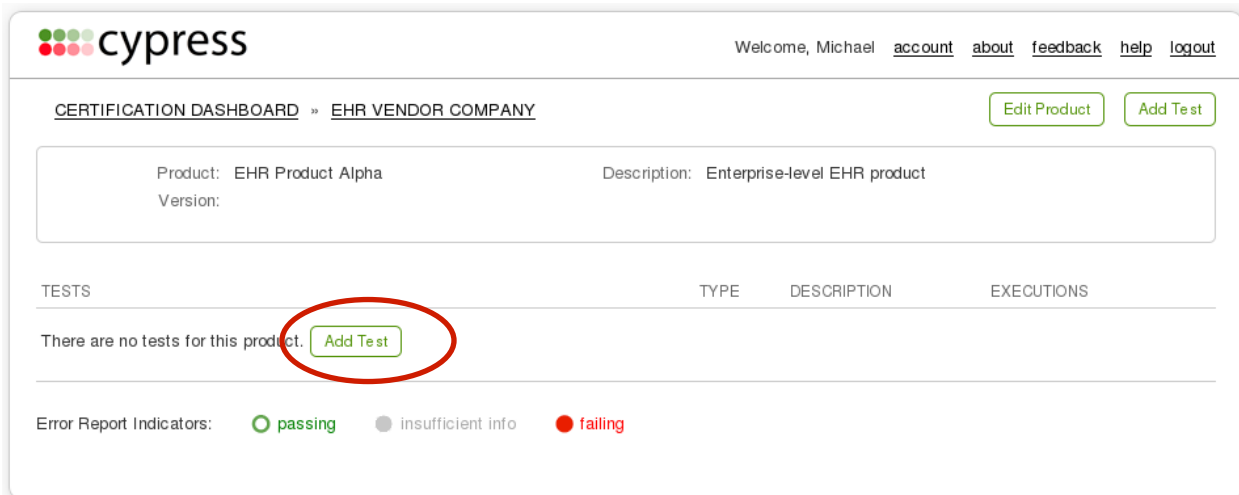 cypress
Welcome, Michael account about feedback help logout
CERTIFICATION DASHBOARD » EHR VENDOR COMPANY Edit Product Add Test
Product: EHR Product Alpha Description: Enterprise-level EHR product
Version:
TESTS TYPE DESCRIPTION EXECUTIONS
There are no tests for this product. Add Test
Error Report Indicators: passing insufficient info failing